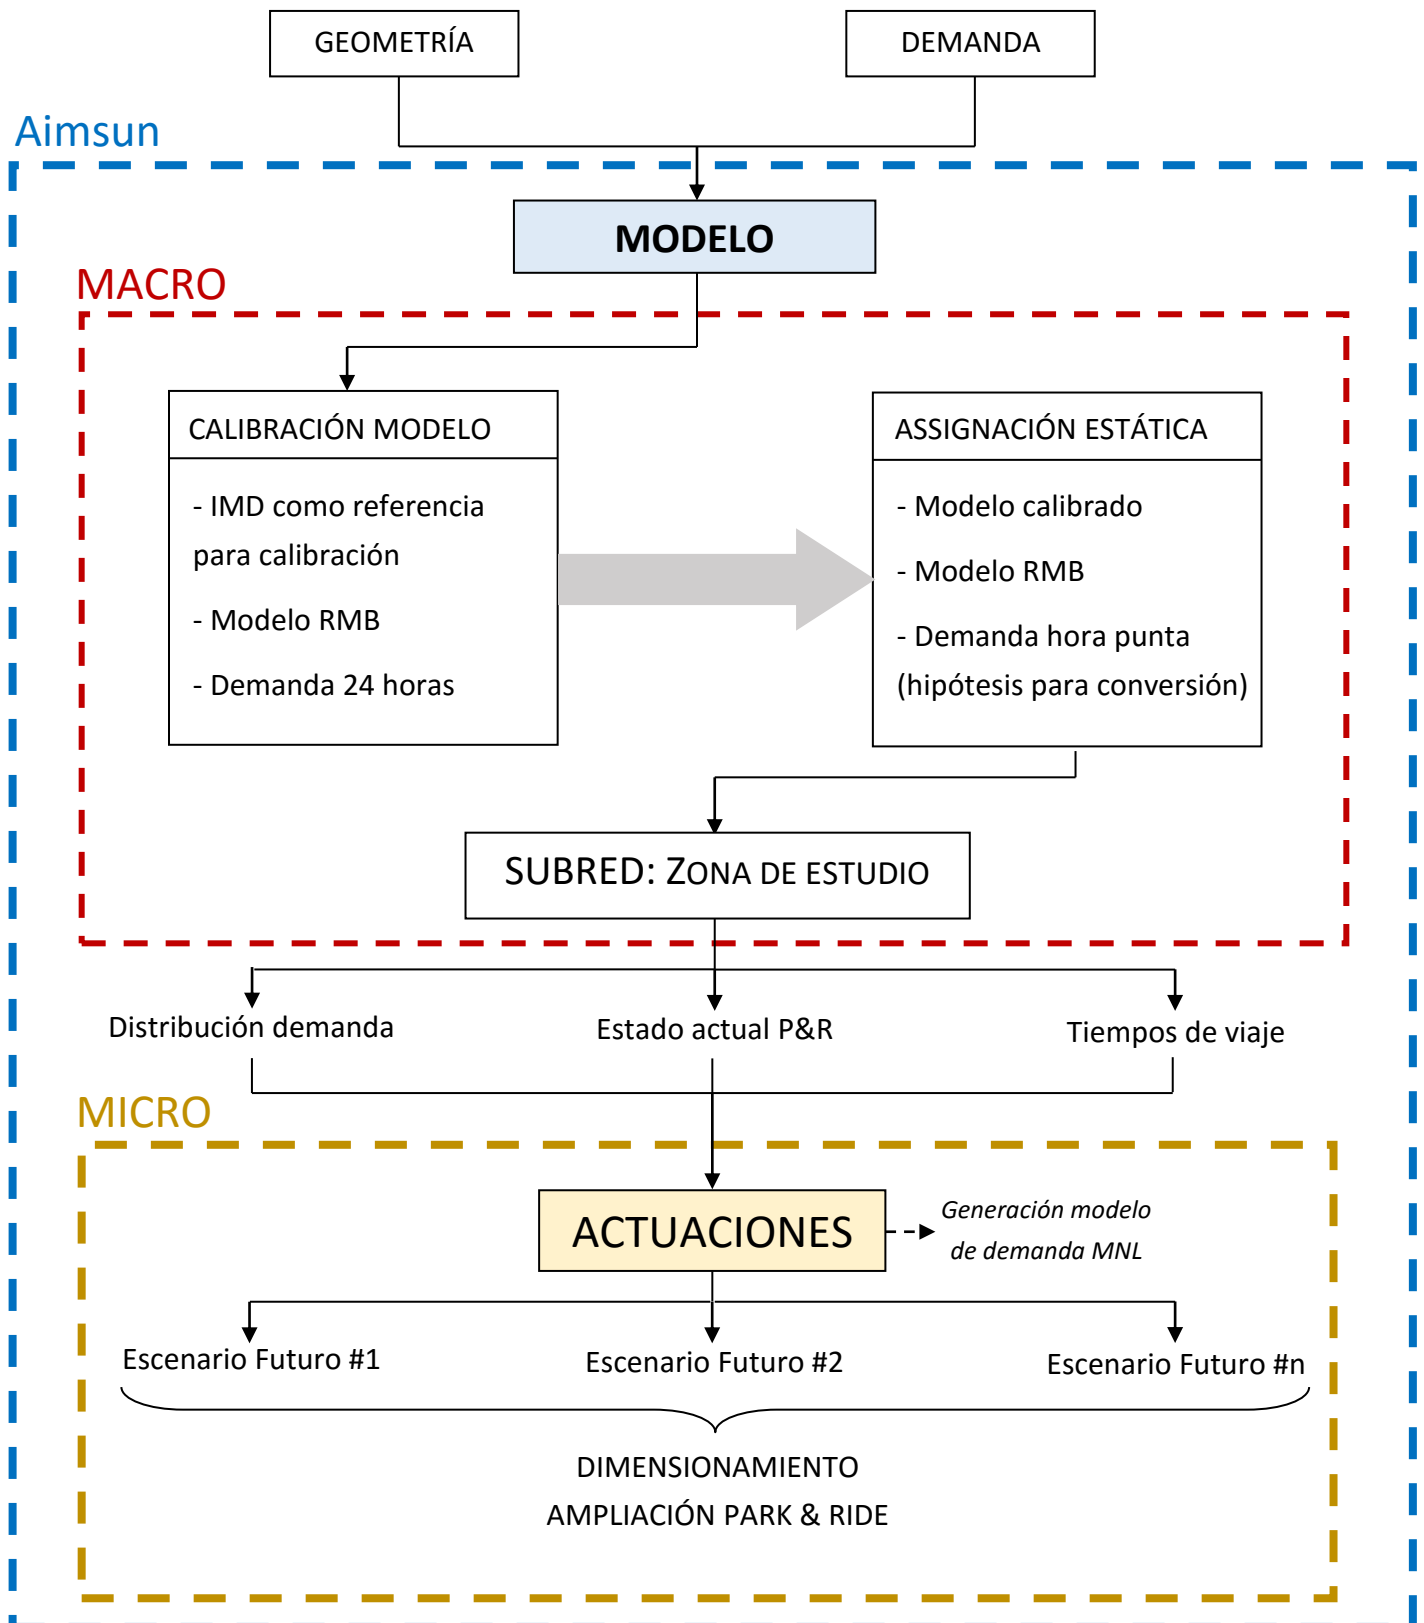 GEOMETRÍA
DEMANDA
Aimsun
MODELO
MACRO
CALIBRACIÓN MODELO
- IMD como referencia
para calibración
- Modelo RMB
- Demanda 24 horas
ASSIGNACIÓN ESTÁTICA
- Modelo calibrado
- Modelo RMB
- Demanda hora punta
(hipótesis para conversión)
SUBRED: ZONA DE ESTUDIO
Distribución demanda
Estado actual P&R
Tiempos de viaje
MICRO
ACTUACIONES
Generación modelo
de demanda MNL
Escenario Futuro #1
Escenario Futuro #2
Escenario Futuro #n
DIMENSIONAMIENTO
AMPLIACIÓN PARK & RIDE